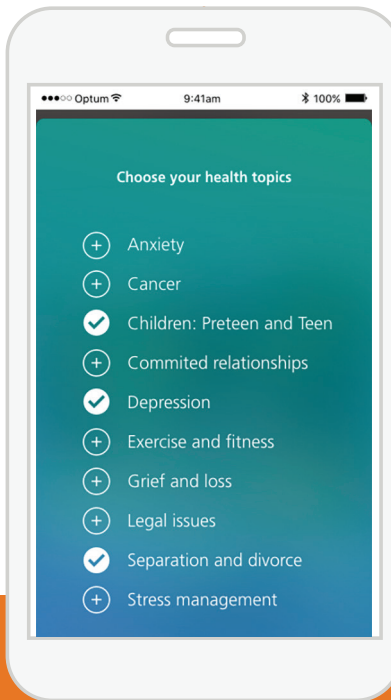 Optum 9:41am 100%
Choose your health topics
Anxiety
Cancer
Children: Preteen and Teen
Commited relationships
Depression
Exercise and fitness
Grief and loss
Legal issues
Separation and divorce
Stress management